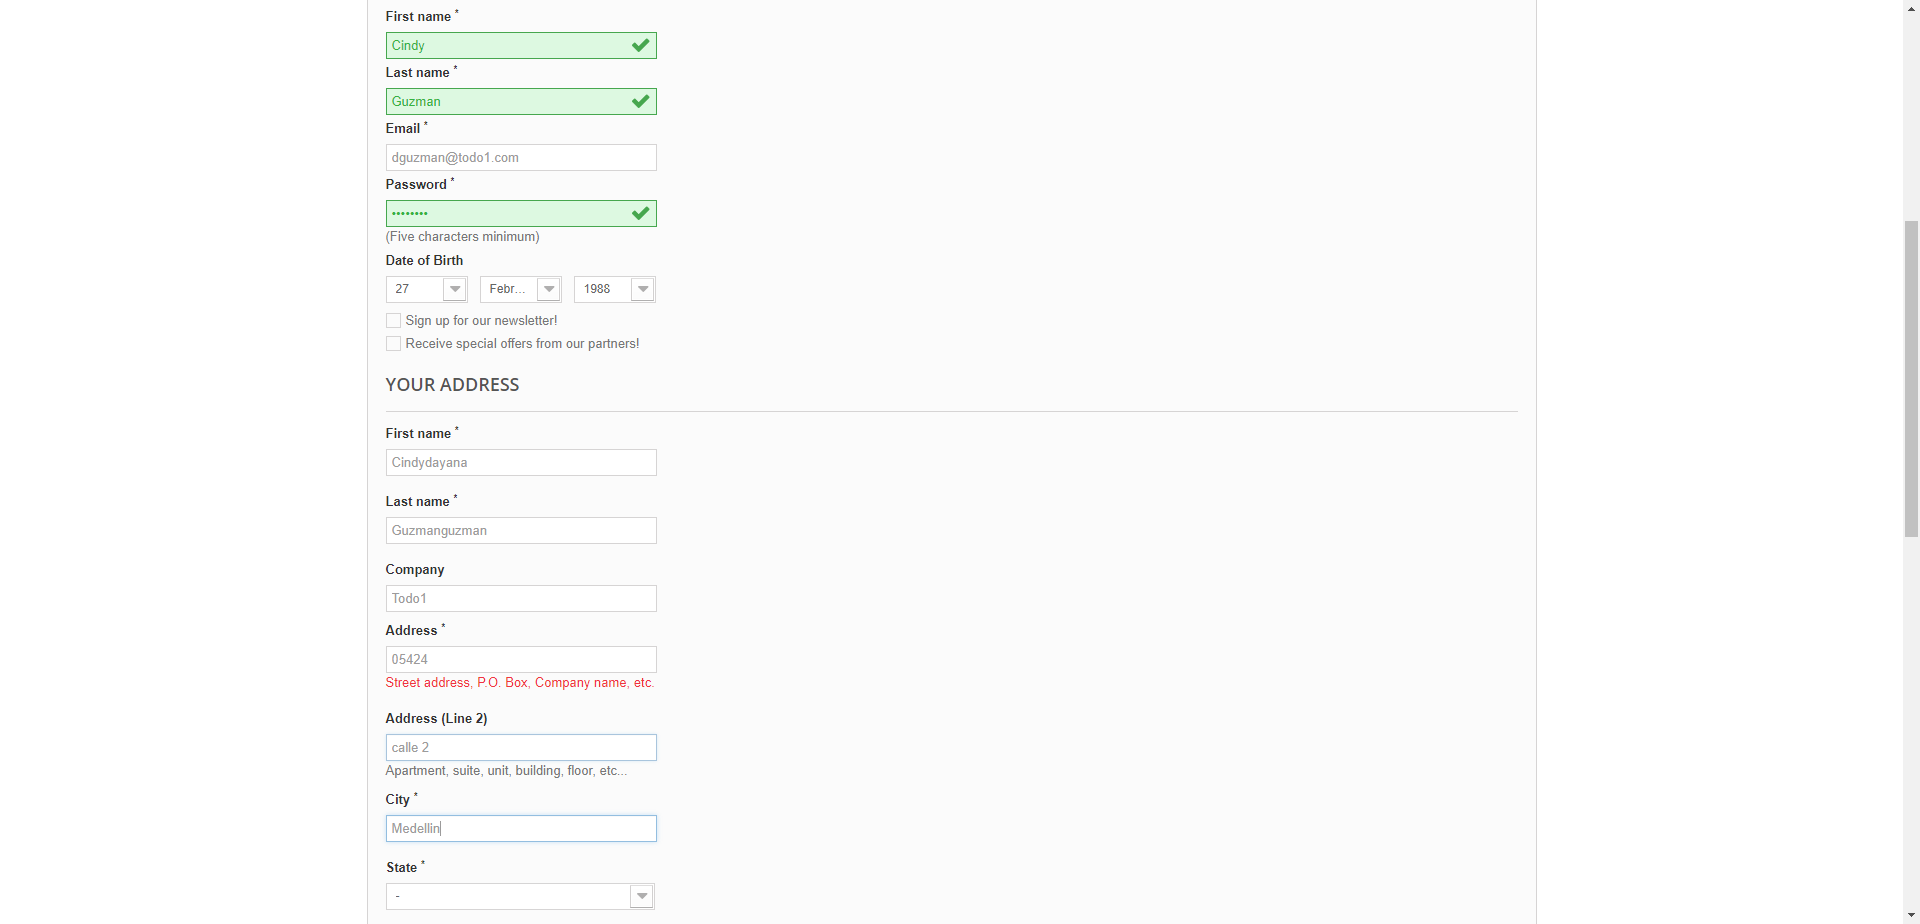 First name *
Cindy
Last name *
Guzman
Email *
dguzman@todo1.com
Password *
••••••••
(Five characters minimum)
Date of Birth
27 Febr... 1988
Sign up for our newsletter!
Receive special offers from our partners!
YOUR ADDRESS
First name *
Cindydayana
Last name *
Guzmanguzman
Company
Todo1
Address *
05424
Street address, P.O. Box, Company name, etc.
Address (Line 2)
calle 2
Apartment, suite, unit, building, floor, etc...
City *
Medellin
State *
-